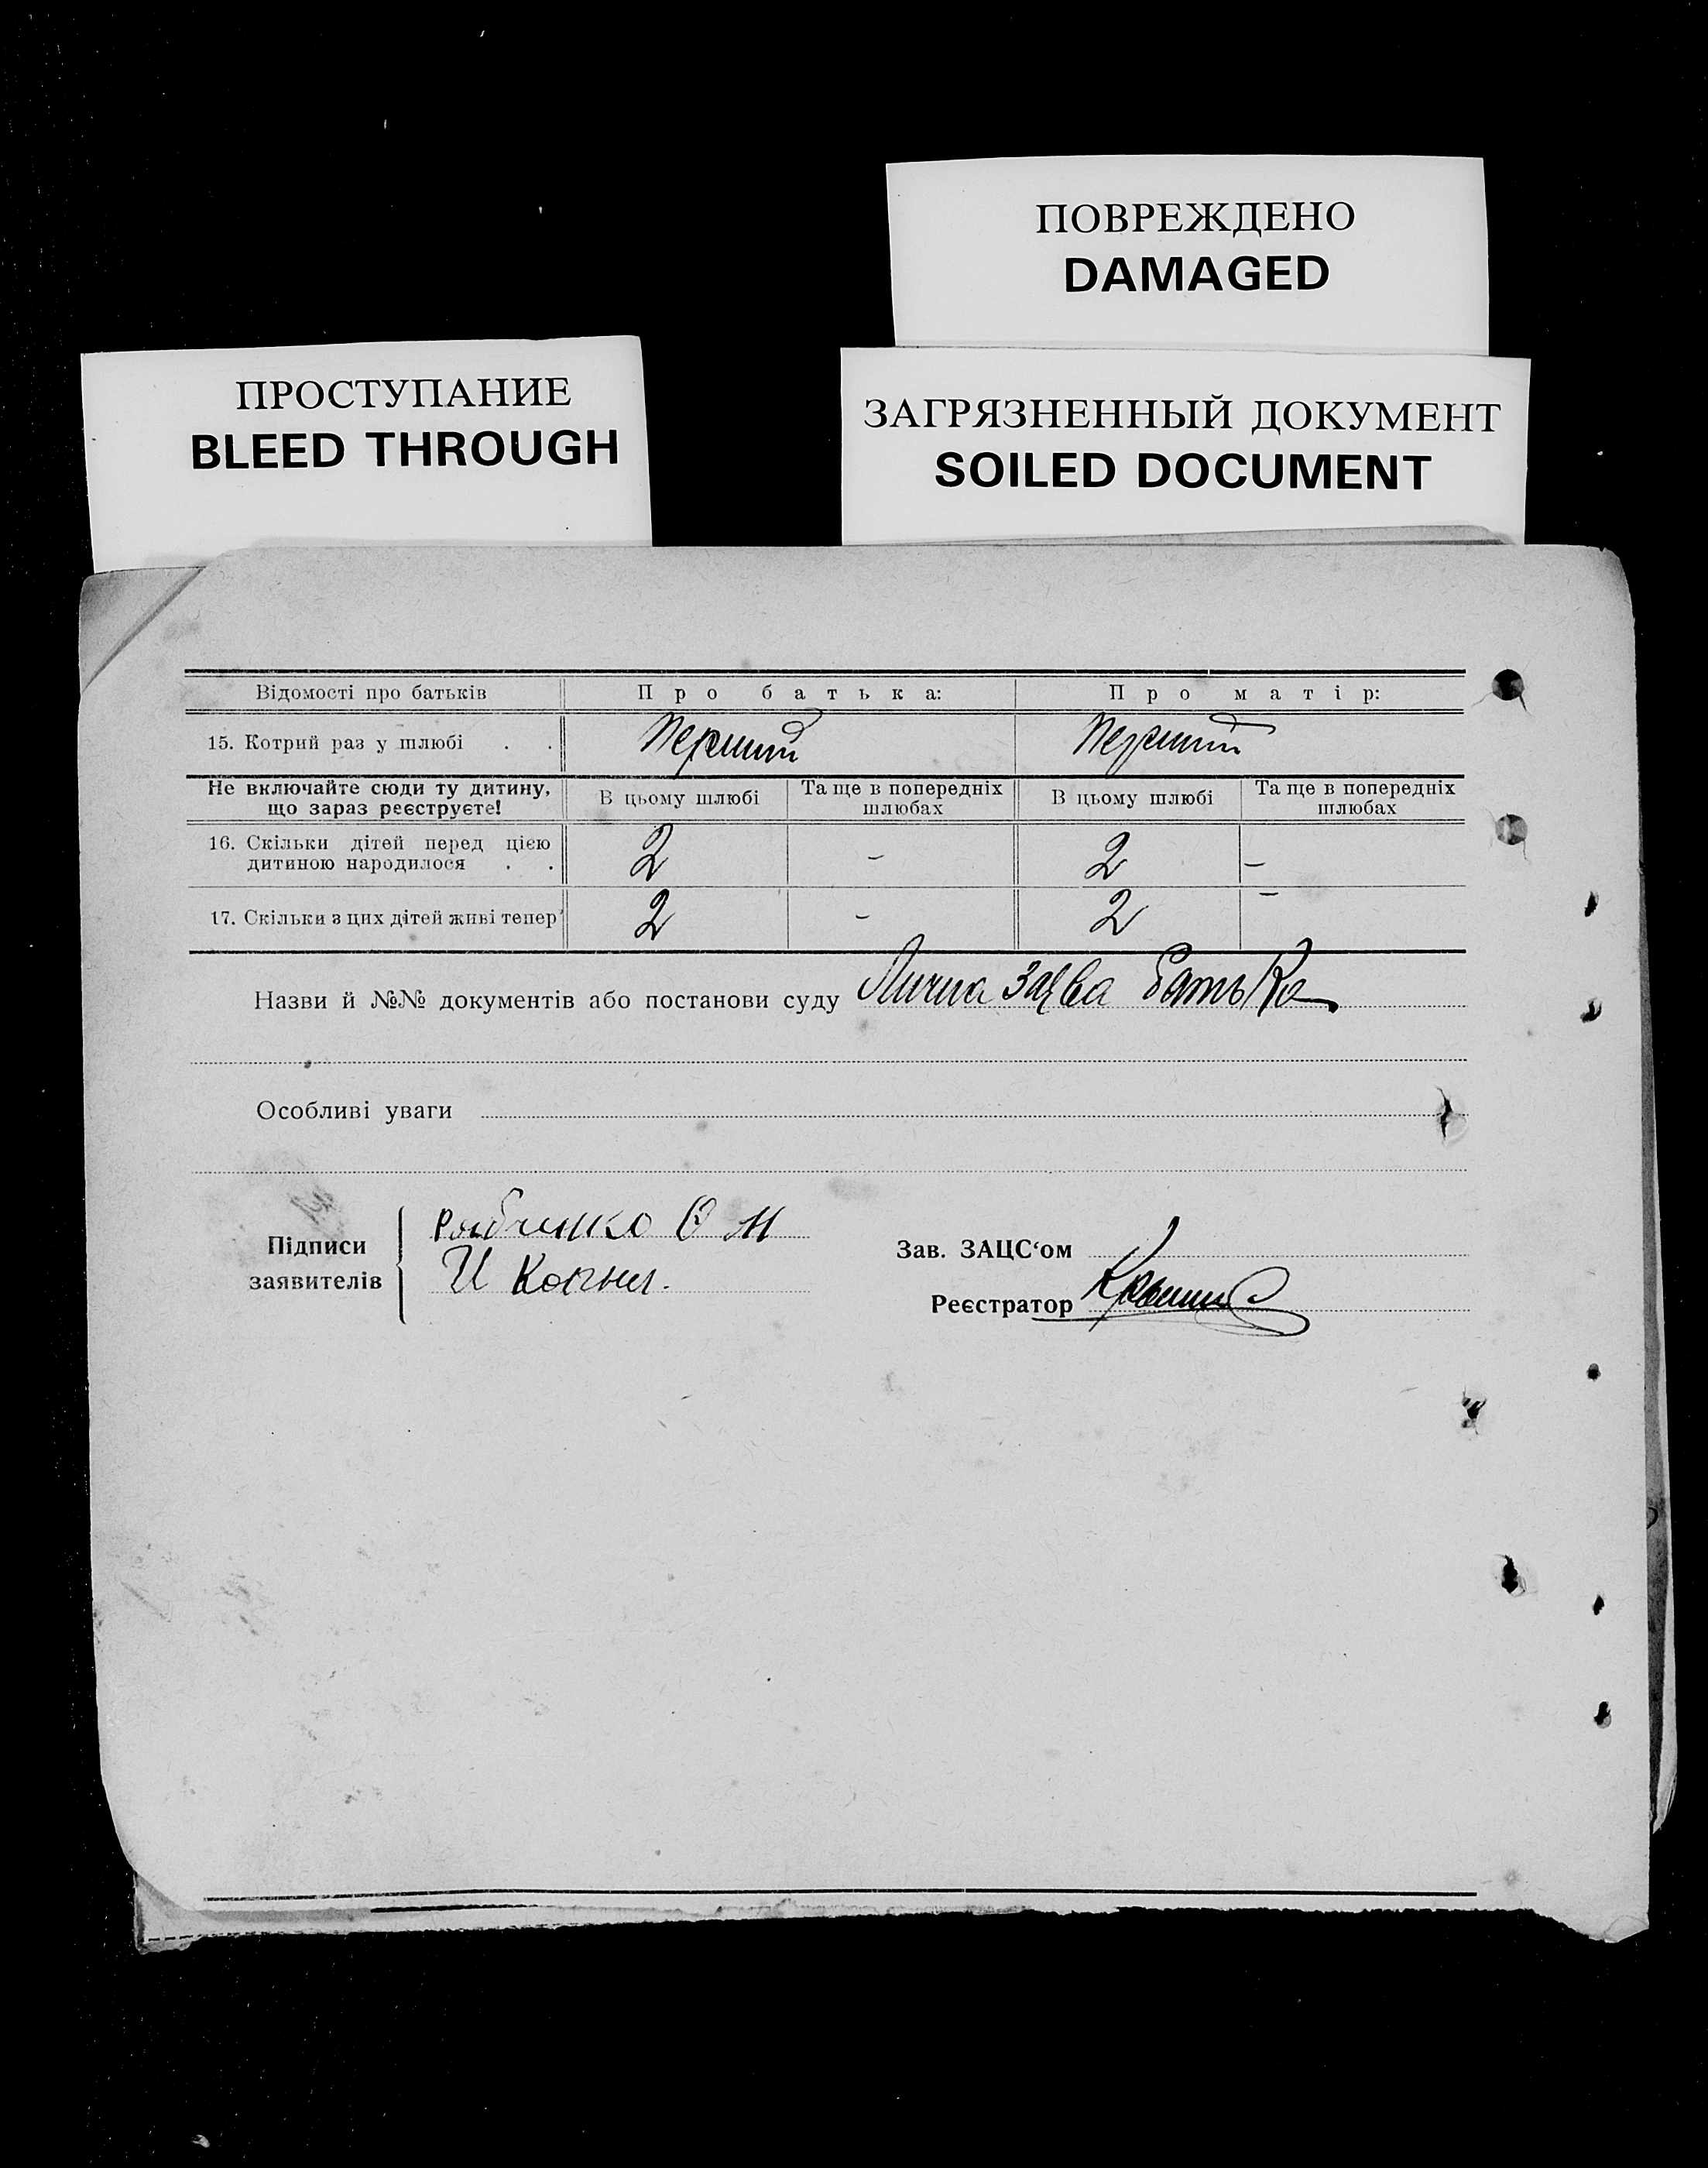 ПОВРЕЖДЕНО
DAMAGED
ПРОСТУПАНИЕ
BLEED THROUGH
ЗАГРЯЗНЕННЫЙ ДОКУМЕНТ
SOILED DOCUMENT
Відомості про батьків Про батька: Про матір:
15. Котрий раз у шлюбі . . Перший Перший
Не включайте сюди ту дитину, що зараз реєструєте! В цьому шлюбі Та ще в попередніх шлюбах В цьому шлюбі Та ще в попередніх шлюбах
16. Скільки дітей перед цією
дитиною народилося . . 2 - 2 -
17. Скільки з цих дітей живі тепер 2 - 2 -
Назви й №№ документів або постанови суду Лична заява батька
Особливі уваги
Підписи
заявителів
Рябченко О М
И
Зав. ЗАЦС‘ом
Реєстратор